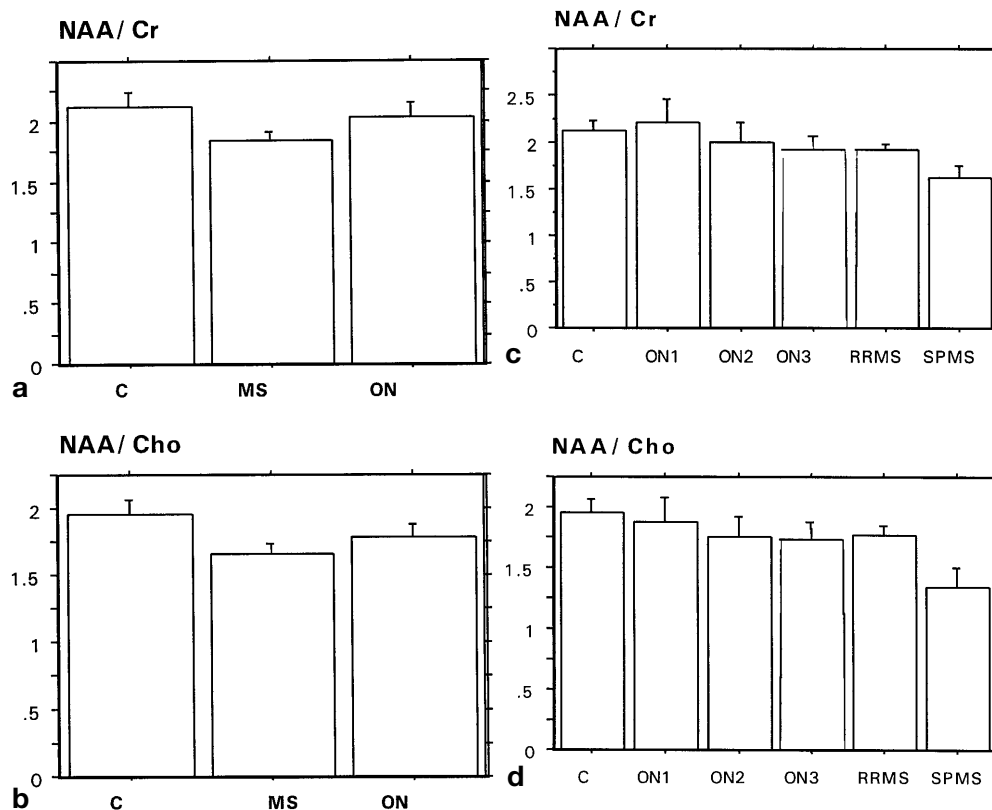 NAA/ Cr
2
1.5
1
.5
0
a
C MS ON
NAA/ Cho
2
1.5
1
.5
0
b
C MS ON
NAA/ Cr
2.5
2
1.5
1
.5
0
c
C ON1 ON2 ON3 RRMS SPMS
NAA/ Cho
2
1.5
1
.5
0
d
C ON1 ON2 ON3 RRMS SPMS